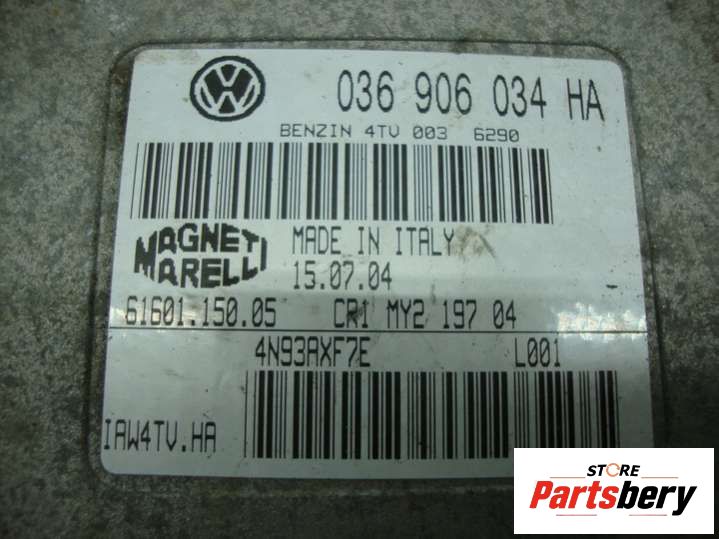 036 906 034 HA
BENZIN 4TV 003 6290
MAGNETI MARELLI
MADE IN ITALY
15.07.04
61601.150.05 CR1 MY2 197 04
4N93AXF7E L001
IAW4TV.HA
STORE
Partsbery